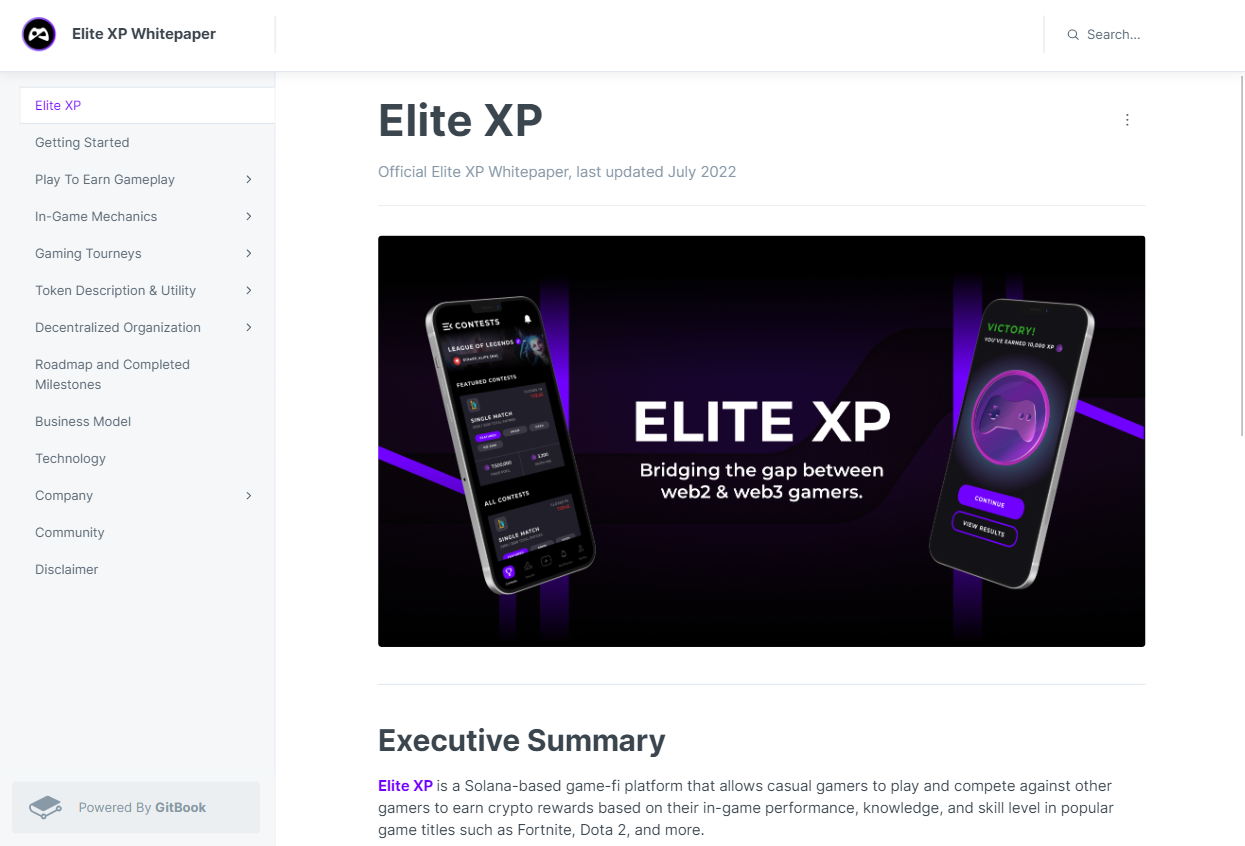 Elite XP Whitepaper
Search...
Elite XP
Getting Started
Play To Earn Gameplay
In-Game Mechanics
Gaming Tourneys
Token Description & Utility
Decentralized Organization
Roadmap and Completed
Milestones
Business Model
Technology
Company
Community
Disclaimer
Powered By GitBook
Elite XP
Official Elite XP Whitepaper, last updated July 2022
CONTESTS
LEAGUE OF LEGENDS
FEATURED CONTESTS
SINGLE MATCH
7,500,000
2,500
ALL CONTESTS
SINGLE MATCH
ELITE XP
Bridging the gap between
web2 & web3 gamers.
VICTORY!
YOU'VE EARNED 10,000 XP
CONTINUE
VIEW RESULTS
Executive Summary
Elite XP is a Solana-based game-fi platform that allows casual gamers to play and compete against other
gamers to earn crypto rewards based on their in-game performance, knowledge, and skill level in popular
game titles such as Fortnite, Dota 2, and more.